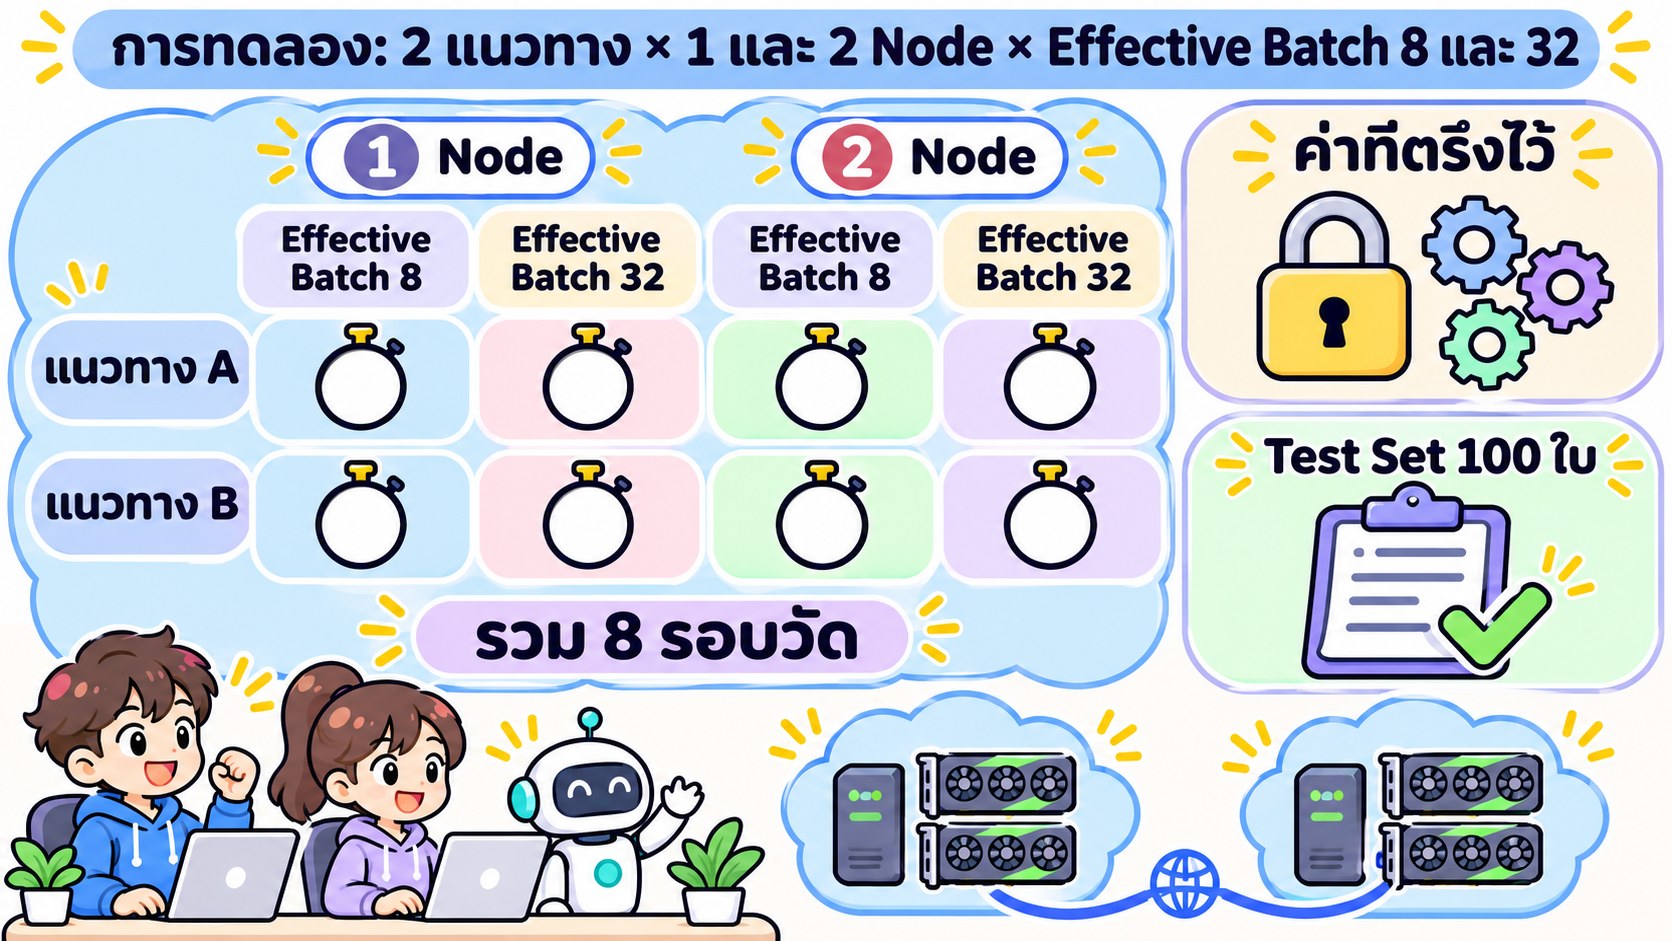 การทดลอง: 2 แนวทาง × 1 และ 2 Node × Effective Batch 8 และ 32
1 Node
2 Node
Effective Batch 8
Effective Batch 32
Effective Batch 8
Effective Batch 32
แนวทาง A
แนวทาง B
รวม 8 รอบวัด
ค่าที่ตรึงไว้
Test Set 100 ใบ